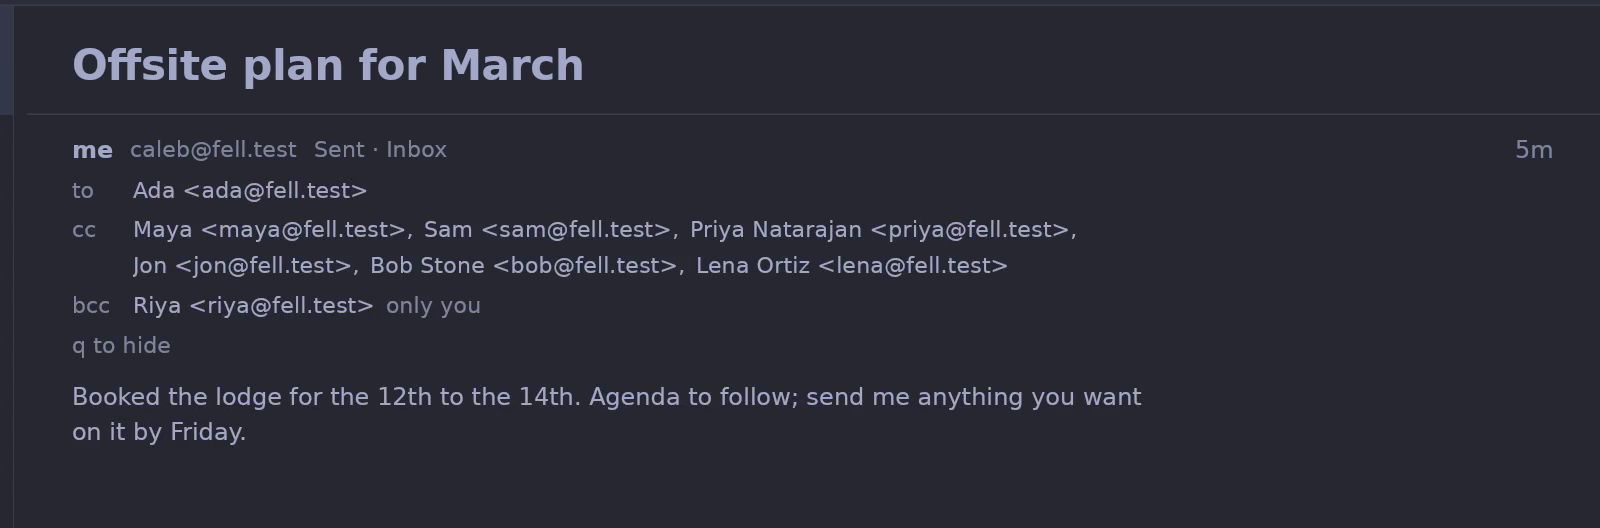 Offsite plan for March
me caleb@fell.test Sent · Inbox 5m
to Ada <ada@fell.test>
cc Maya <maya@fell.test>, Sam <sam@fell.test>, Priya Natarajan <priya@fell.test>,
Jon <jon@fell.test>, Bob Stone <bob@fell.test>, Lena Ortiz <lena@fell.test>
bcc Riya <riya@fell.test> only you
q to hide
Booked the lodge for the 12th to the 14th. Agenda to follow; send me anything you want
on it by Friday.